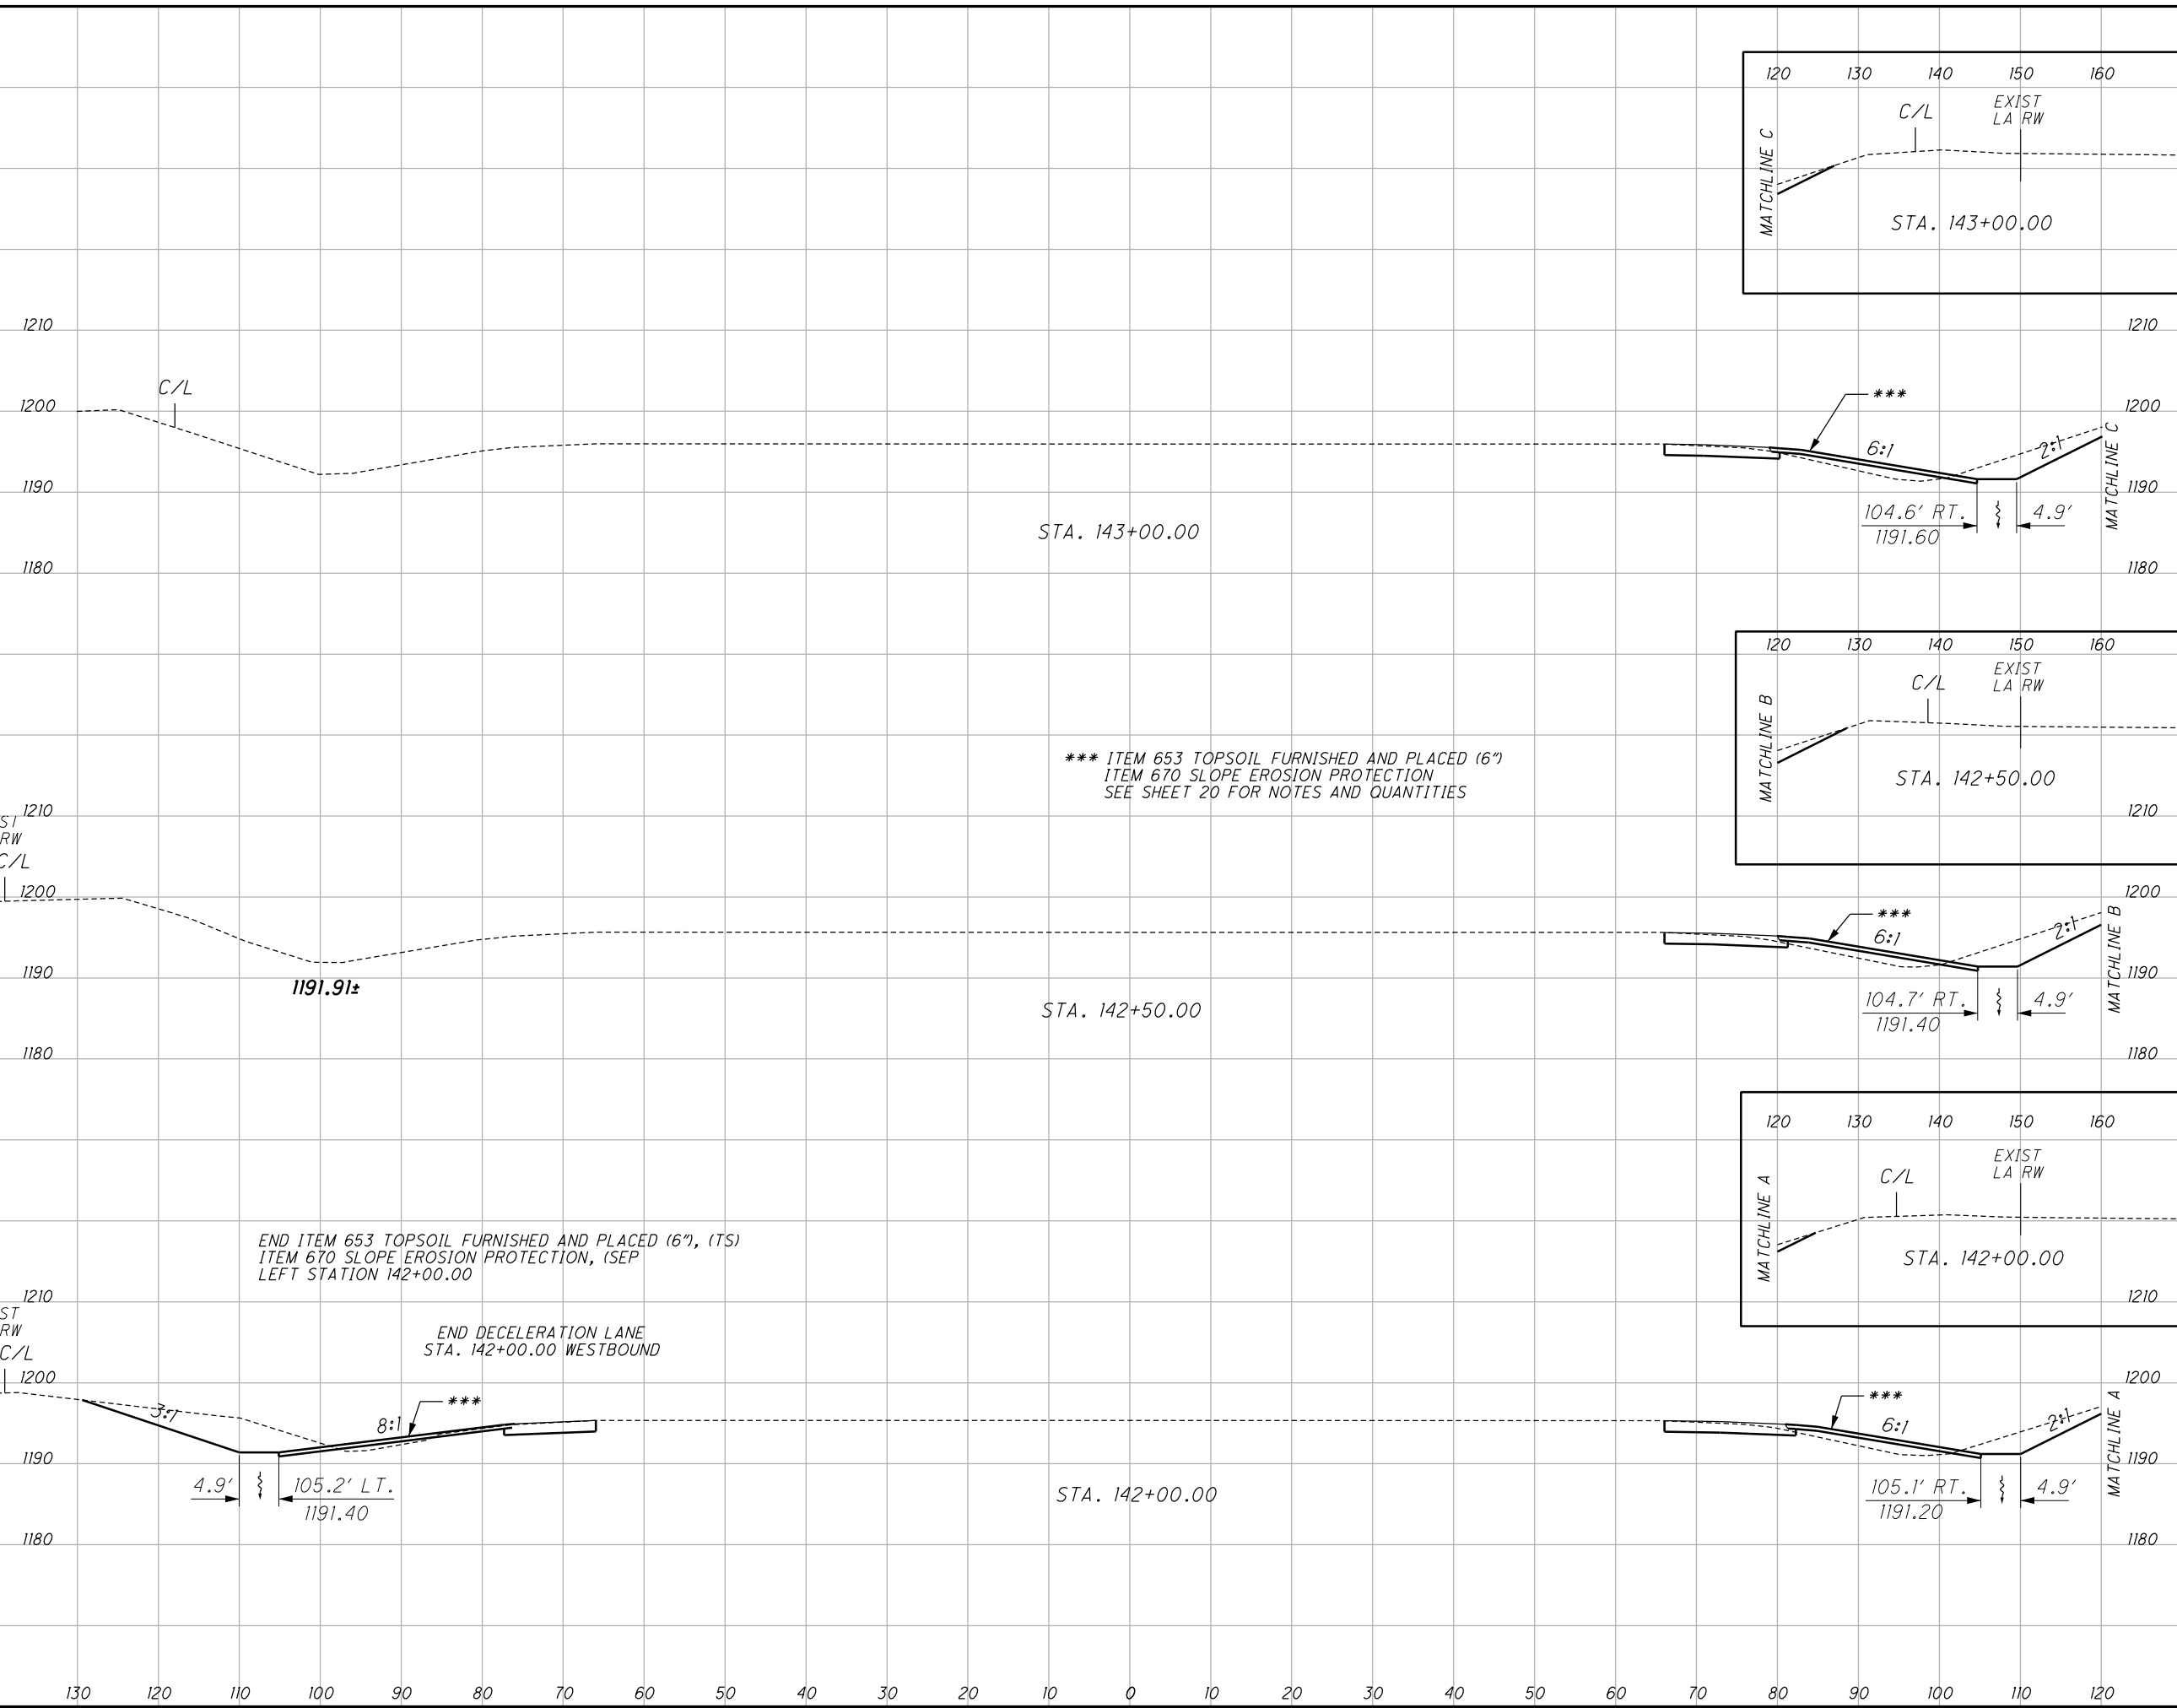 120 130 140 150 160
EXIST
LA RW
C/L
MATCHLINE C
STA. 143+00.00
1210 1210
C/L
1200 1200
***
6:1
2:1
MATCHLINE C
1190 1190
104.6' RT. 4.9'
1191.60
STA. 143+00.00
1180 1180
120 130 140 150 160
EXIST
LA RW
C/L
MATCHLINE B
STA. 142+50.00
*** ITEM 653 TOPSOIL FURNISHED AND PLACED (6")
ITEM 670 SLOPE EROSION PROTECTION
SEE SHEET 20 FOR NOTES AND QUANTITIES
1210 1210
ST
RW
C/L
1200 1200
***
6:1
2:1
MATCHLINE B
1190 1190
1191.91±
104.7' RT. 4.9'
1191.40
STA. 142+50.00
1180 1180
120 130 140 150 160
EXIST
LA RW
C/L
MATCHLINE A
STA. 142+00.00
END ITEM 653 TOPSOIL FURNISHED AND PLACED (6"), (TS)
ITEM 670 SLOPE EROSION PROTECTION, (SEP
LEFT STATION 142+00.00
1210 1210
ST
RW
C/L
END DECELERATION LANE
STA. 142+00.00 WESTBOUND
1200 1200
3:1
8:1
***
***
6:1
2:1
MATCHLINE A
1190 1190
4.9' 105.2' LT.
1191.40
STA. 142+00.00
105.1' RT. 4.9'
1191.20
1180 1180
130 120 110 100 90 80 70 60 50 40 30 20 10 0 10 20 30 40 50 60 70 80 90 100 110 120